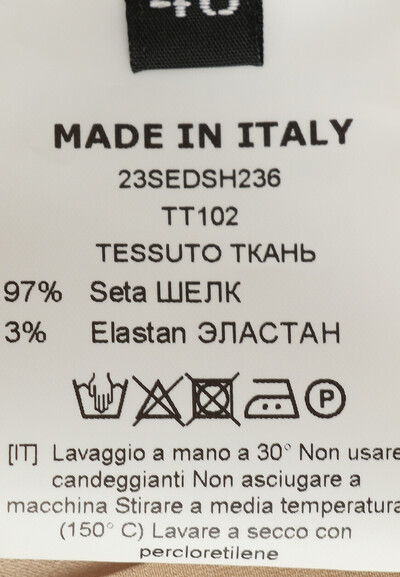 40
MADE IN ITALY
23SEDSH236
TT102
TESSUTO ТКАНЬ
97% Seta ШЕЛК
3% Elastan ЭЛАСТАН
P
[IT] Lavaggio a mano a 30° Non usare
candeggianti Non asciugare a
macchina Stirare a media temperatura
(150° C) Lavare a secco con
percloretilene